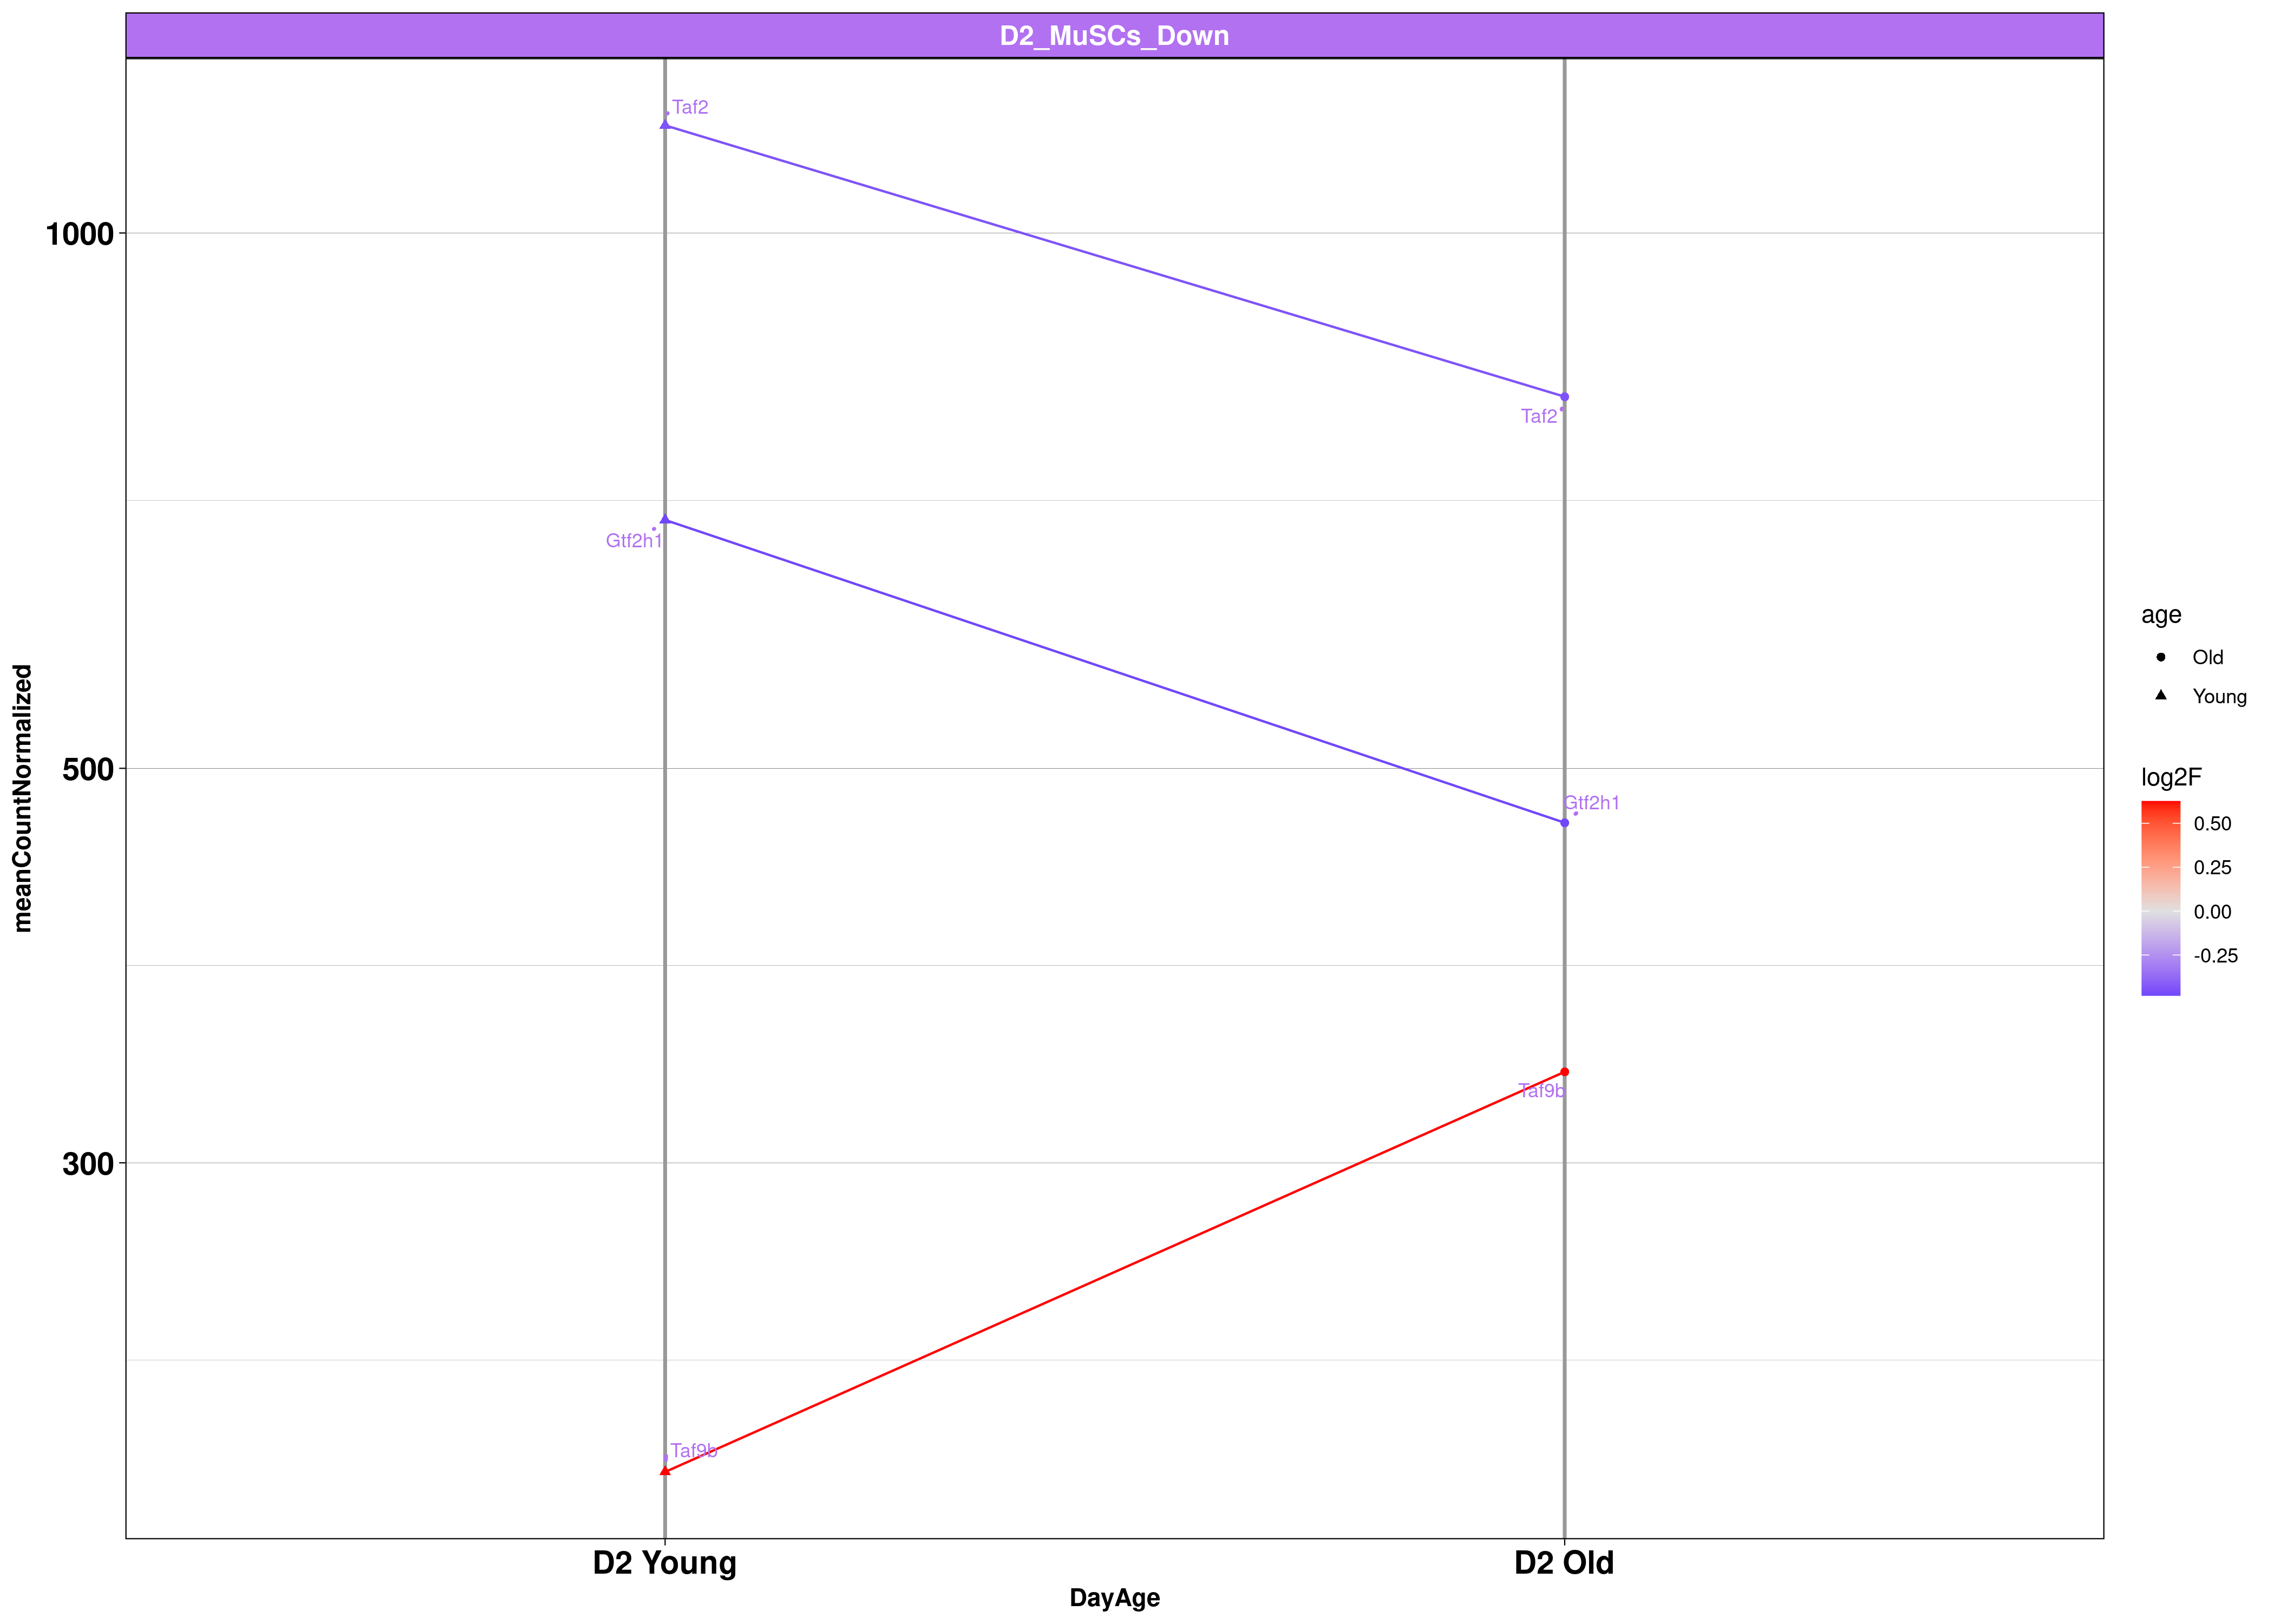 D2_MuSCs_Down
Taf2
1000
Taf2
Gtf2h1
500
Gtf2h1
Taf9b
300
Taf9b
meanCountNormalized
D2 Young
D2 Old
DayAge
age
Old
Young
log2F
0.50
0.25
0.00
-0.25